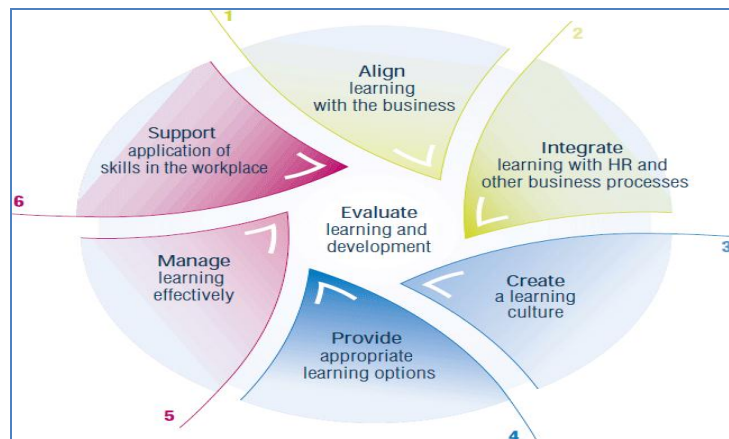 1
Align
learning
with the business
2
Integrate
learning with HR and
other business processes
3
Create
a learning
culture
4
Provide
appropriate
learning options
5
Manage
learning
effectively
6
Support
application of
skills in the workplace
Evaluate
learning and
development